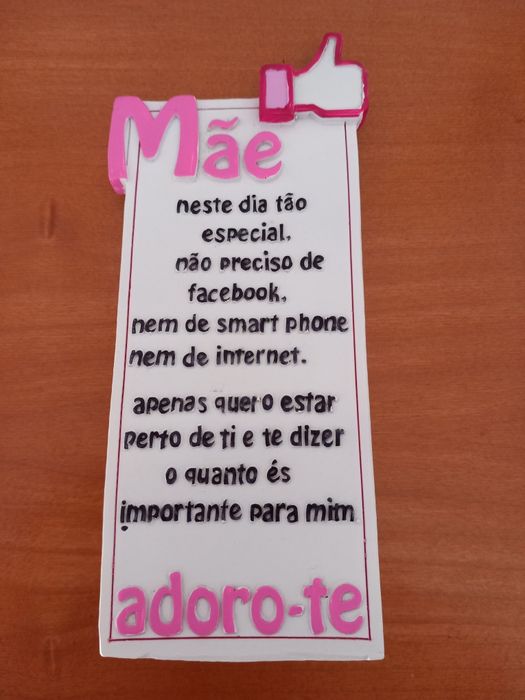 Mãe
neste dia tão
especial,
não preciso de
facebook,
nem de smart phone
nem de internet.
apenas quero estar
perto de ti e te dizer
o quanto és
importante para mim
adoro-te